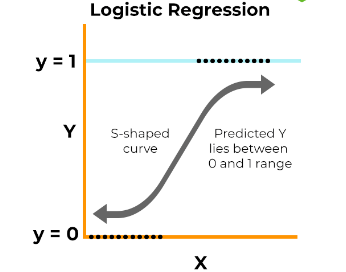 Logistic Regression
y = 1
Y
S-shaped
curve
Predicted Y
lies between
0 and 1 range
y = 0
X